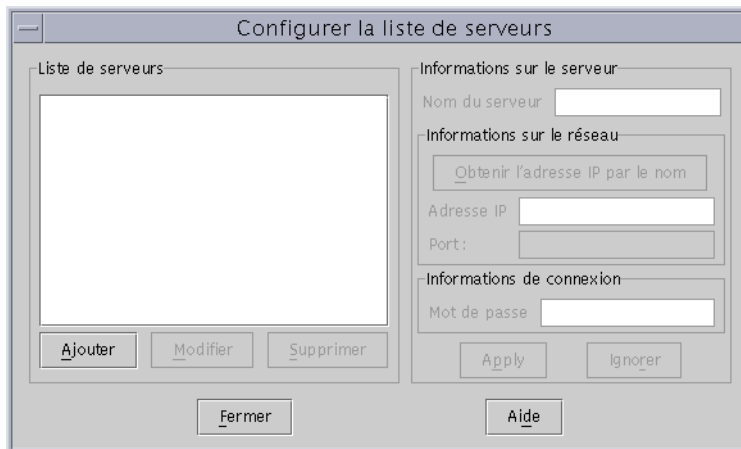 Configurer la liste de serveurs
Liste de serveurs
Ajouter
Modifier
Supprimer
Informations sur le serveur
Nom du serveur
Informations sur le réseau
Obtenir l'adresse IP par le nom
Adresse IP
Port:
Informations de connexion
Mot de passe
Apply
Ignorer
Fermer
Aide